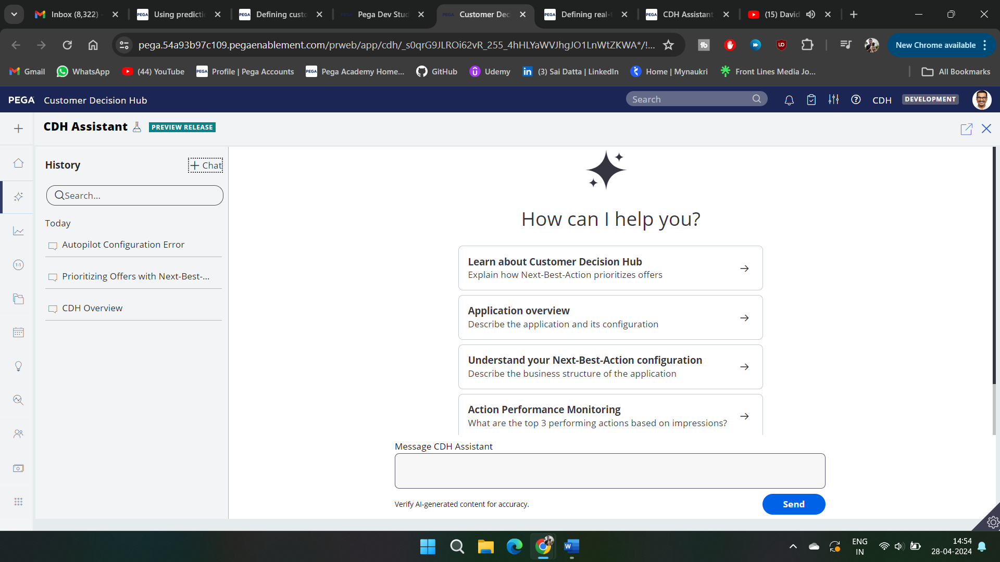 Inbox (8,322)
Using predictic
Defining custo
Pega Dev Stud
Customer Dec
Defining real-t
CDH Assistant
(15) David
pega.54a93b97c109.pegaenablement.com/prweb/app/cdh/_s0qrG9JLROi62vR_255_4hHLYaWVJhgJO1LnWtZKWA*/!...
New Chrome available
Gmail
WhatsApp
(44) YouTube
Profile | Pega Accounts
Pega Academy Home...
GitHub
Udemy
(3) Sai Datta | LinkedIn
Home | Mynaukri
Front Lines Media Jo...
All Bookmarks
PEGA Customer Decision Hub
Search
CDH
DEVELOPMENT
CDH Assistant
PREVIEW RELEASE
History
Chat
Search...
Today
Autopilot Configuration Error
Prioritizing Offers with Next-Best-...
CDH Overview
How can I help you?
Learn about Customer Decision Hub
Explain how Next-Best-Action prioritizes offers
Application overview
Describe the application and its configuration
Understand your Next-Best-Action configuration
Describe the business structure of the application
Action Performance Monitoring
What are the top 3 performing actions based on impressions?
Message CDH Assistant
Verify AI-generated content for accuracy.
Send
ENG
IN
14:54
28-04-2024